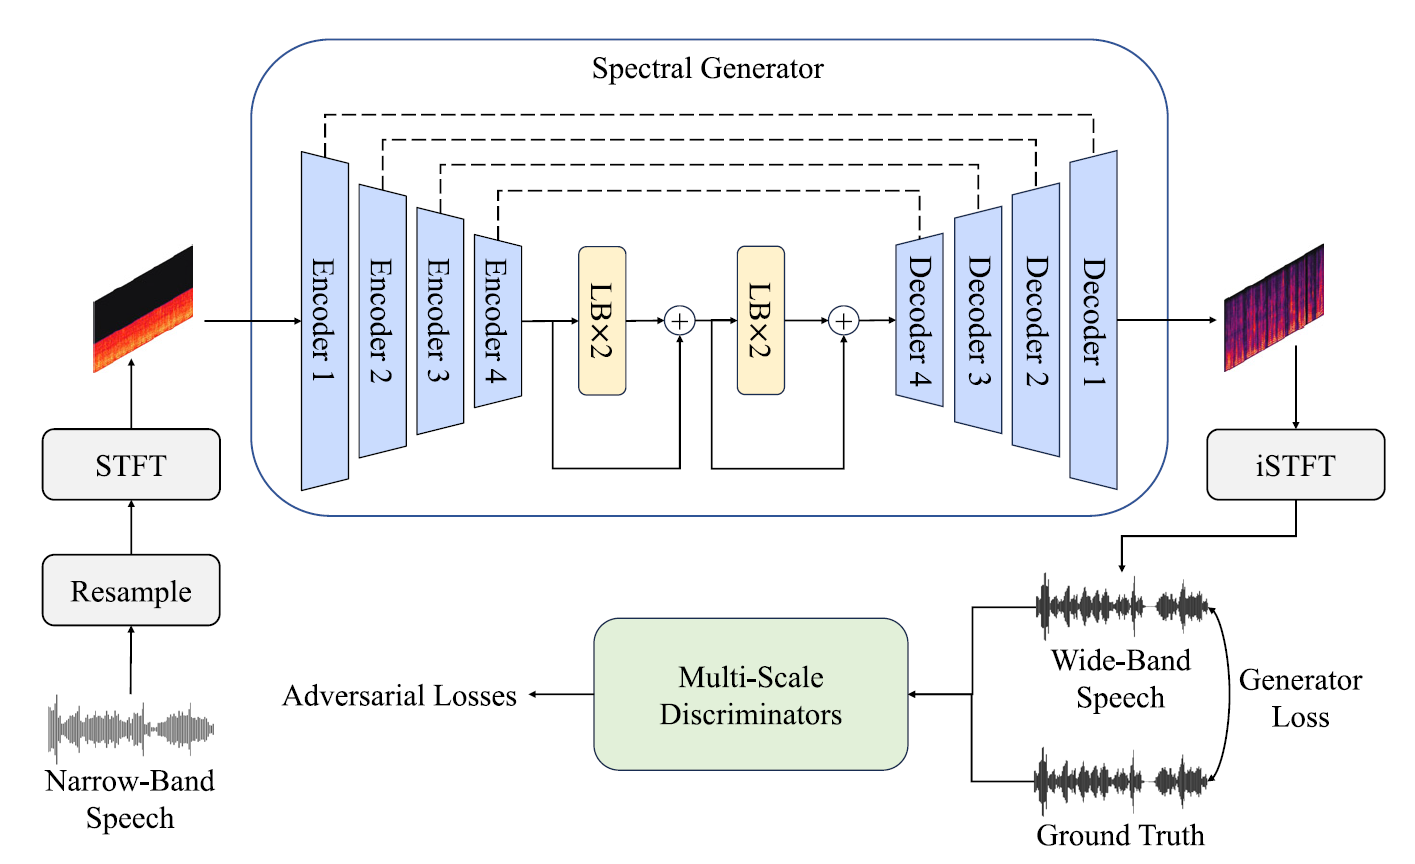 Spectral Generator
Encoder 1
Encoder 2
Encoder 3
Encoder 4
LB×2
+
LB×2
+
Decoder 4
Decoder 3
Decoder 2
Decoder 1
STFT
Resample
Narrow-Band
Speech
iSTFT
Wide-Band
Speech
Generator
Loss
Ground Truth
Multi-Scale
Discriminators
Adversarial Losses